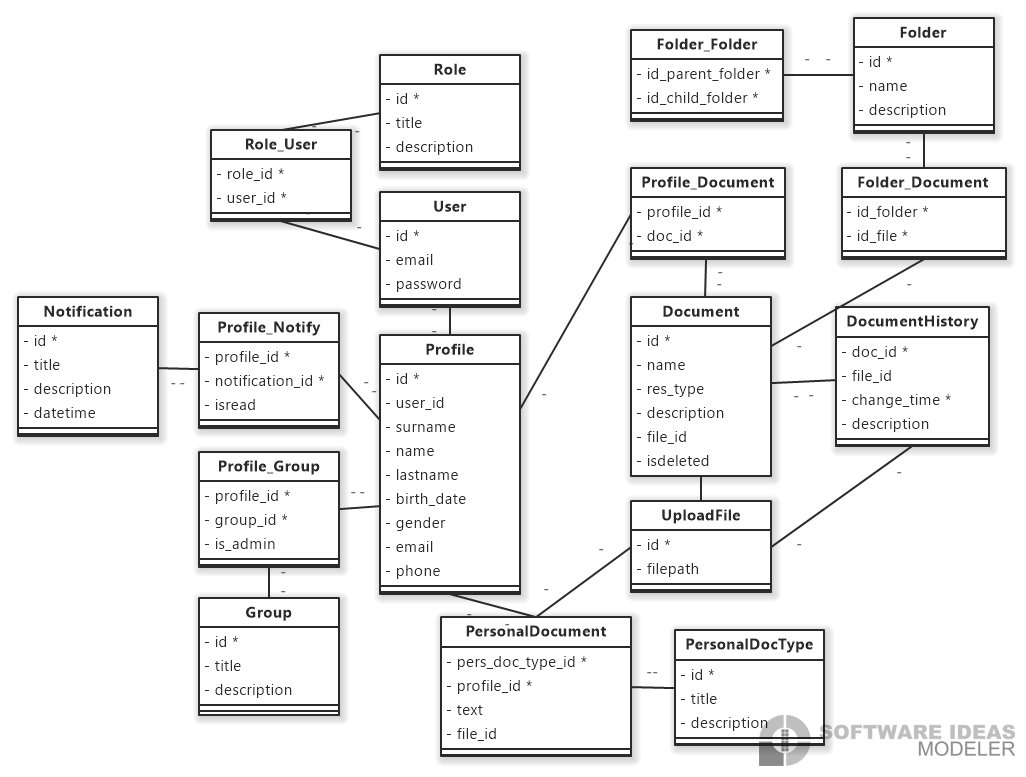 Folder
- id *
- name
- description
Folder_Folder
- id_parent_folder *
- id_child_folder *
Role
- id *
- title
- description
Role_User
- role_id *
- user_id *
Profile_Document
- profile_id *
- doc_id *
Folder_Document
- id_folder *
- id_file *
User
- id *
- email
- password
Notification
- id *
- title
- description
- datetime
Profile_Notify
- profile_id *
- notification_id *
- isread
Profile
- id *
- user_id
- surname
- name
- lastname
- birth_date
- gender
- email
- phone
Document
- id *
- name
- res_type
- description
- file_id
- isdeleted
DocumentHistory
- doc_id *
- file_id
- change_time *
- description
Profile_Group
- profile_id *
- group_id *
- is_admin
UploadFile
- id *
- filepath
Group
- id *
- title
- description
PersonalDocument
- pers_doc_type_id *
- profile_id *
- text
- file_id
PersonalDocType
- id *
- title
- description
SOFTWARE IDEAS
MODELER